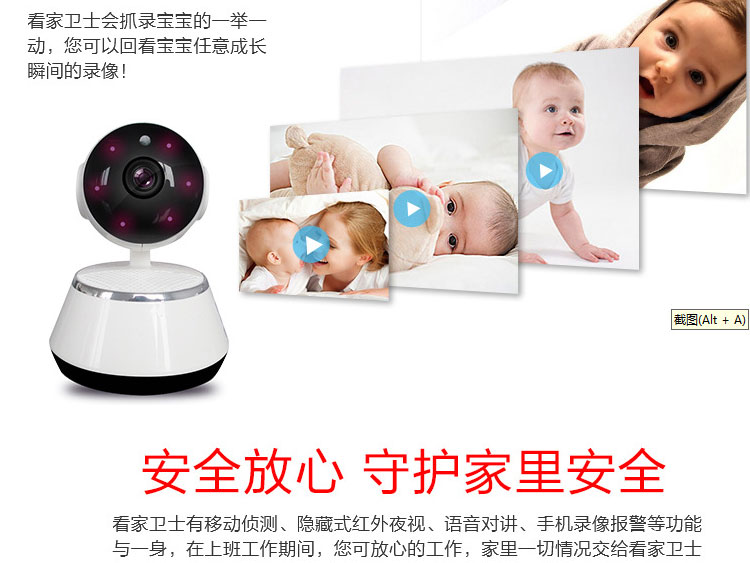 看家卫士会抓录宝宝的一举一
动，您可以回看宝宝任意成长
瞬间的录像！
截图(Alt + A)
安全放心 守护家里安全
看家卫士有移动侦测、隐藏式红外夜视、语音对讲、手机录像报警等功能
与一身，在上班工作期间，您可放心的工作，家里一切情况交给看家卫士